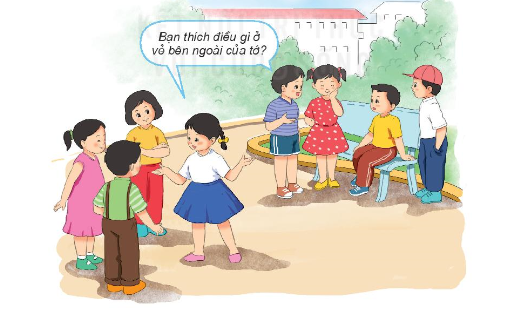 Bạn thích điều gì ở
vẻ bên ngoài của tớ?